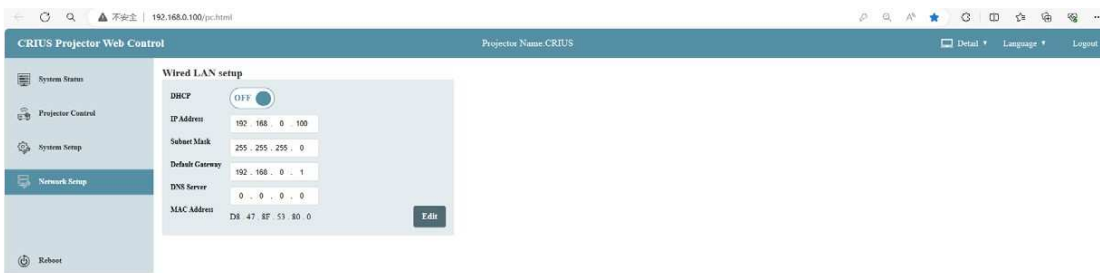 不安全 | 192.168.0.100/pc.html
CRIUS Projector Web Control
Projector Name:CRIUS
Detail ▼ Language ▼ Logout
System Status
Projector Control
System Setup
Network Setup
Reboot
Wired LAN setup
DHCP OFF
IP Address 192 . 168 . 0 . 100
Subnet Mask 255 . 255 . 255 . 0
Default Gateway 192 . 168 . 0 . 1
DNS Server 0 . 0 . 0 . 0
MAC Address D8 . 47 . 8F . 53 . 80 . 0
Edit